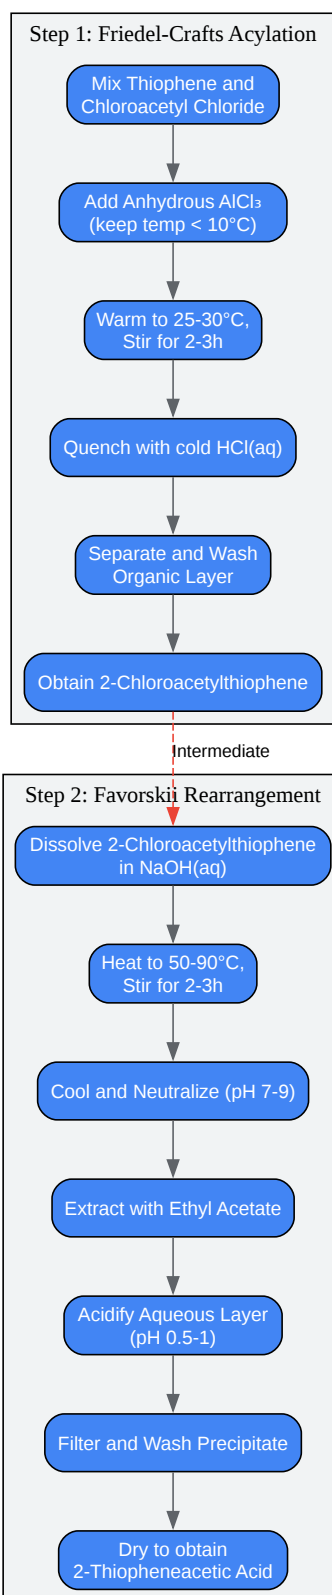 Step 1: Friedel-Crafts Acylation
Mix Thiophene and
Chloroacetyl Chloride
Add Anhydrous AlCl₃
(keep temp < 10°C)
Warm to 25-30°C,
Stir for 2-3h
Quench with cold HCl(aq)
Separate and Wash
Organic Layer
Obtain 2-Chloroacetylthiophene
Intermediate
Step 2: Favorskii Rearrangement
Dissolve 2-Chloroacetylthiophene
in NaOH(aq)
Heat to 50-90°C,
Stir for 2-3h
Cool and Neutralize (pH 7-9)
Extract with Ethyl Acetate
Acidify Aqueous Layer
(pH 0.5-1)
Filter and Wash Precipitate
Dry to obtain
2-Thiopheneacetic Acid